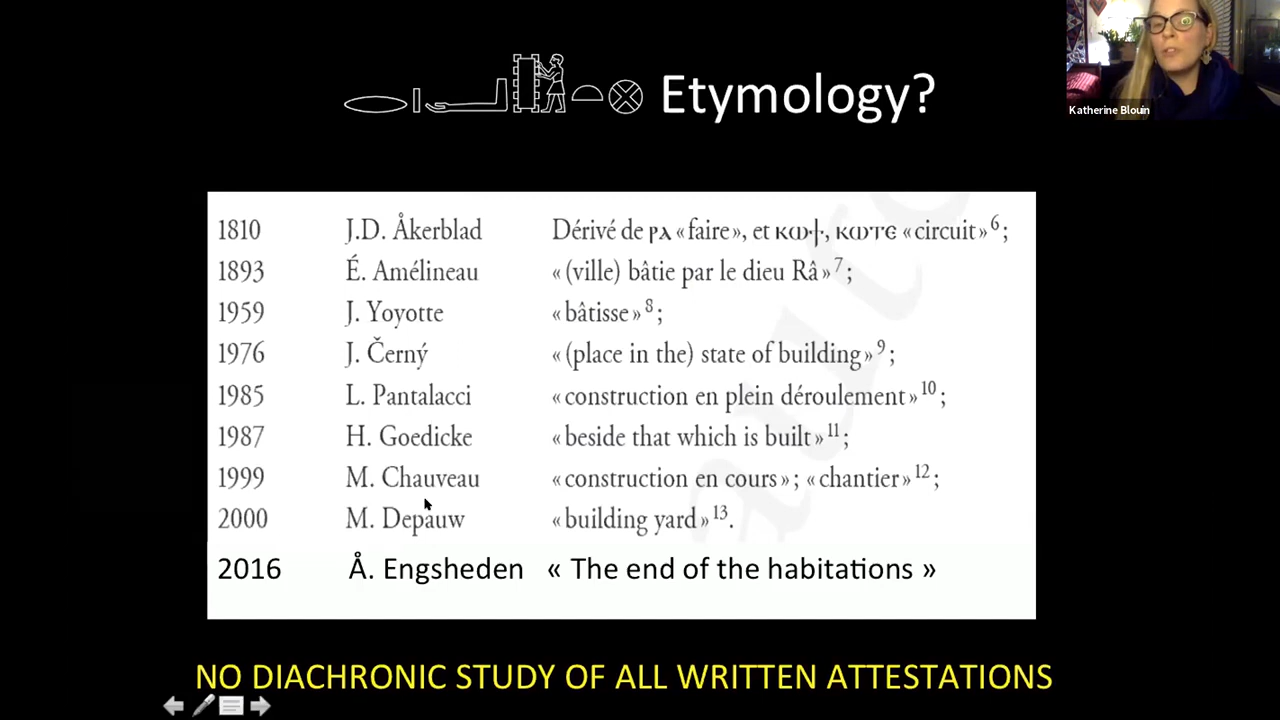 Etymology?
Katherine Blouin
1810 J.D. Åkerblad Dérivé de ⲣⲁ «faire», et ⲕⲱϯ, ⲕⲱⲧⲉ «circuit»⁶;
1893 É. Amélineau «(ville) bâtie par le dieu Râ»⁷;
1959 J. Yoyotte «bâtisse»⁸;
1976 J. Černý «(place in the) state of building»⁹;
1985 L. Pantalacci «construction en plein déroulement»¹⁰;
1987 H. Goedicke «beside that which is built»¹¹;
1999 M. Chauveau «construction en cours»; «chantier»¹²;
2000 M. Depauw «building yard»¹³.
2016 Å. Engsheden « The end of the habitations »
NO DIACHRONIC STUDY OF ALL WRITTEN ATTESTATIONS